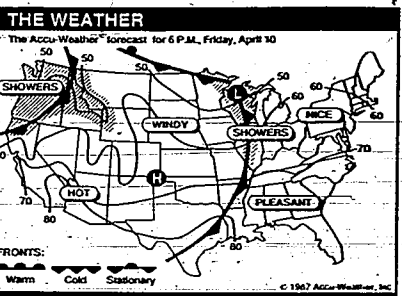 THE WEATHER
The Accu-Weather® forecast for 6 P.M., Friday, April 10
50
50
50
50
60
60
60
70
SHOWERS
L
WINDY
SHOWERS
NICE
HOT
H
PLEASANT
70
80
80
FRONTS:
Warm Cold Stationary
© 1987 Accu-Weather, Inc